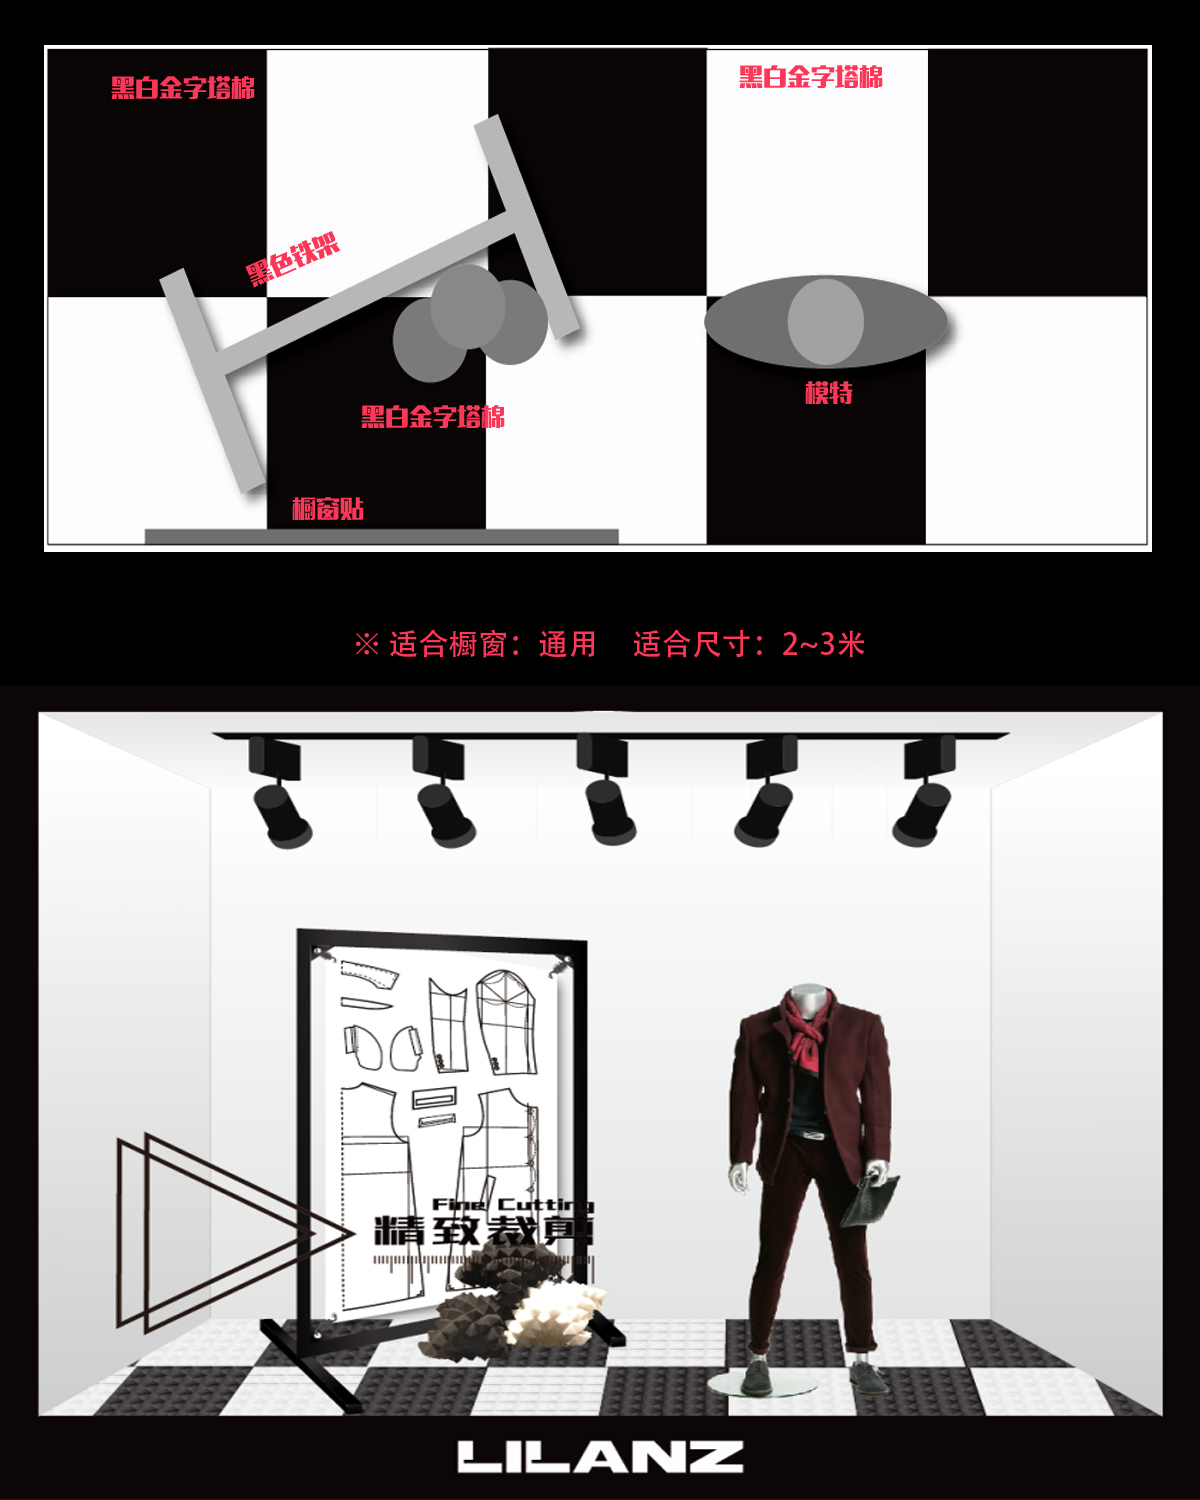 黑白金字塔棉
黑白金字塔棉
黑色铁架
模特
黑白金字塔棉
橱窗贴
※ 适合橱窗：通用 适合尺寸：2~3米
Fine Cutting
精致裁剪
LILANZ